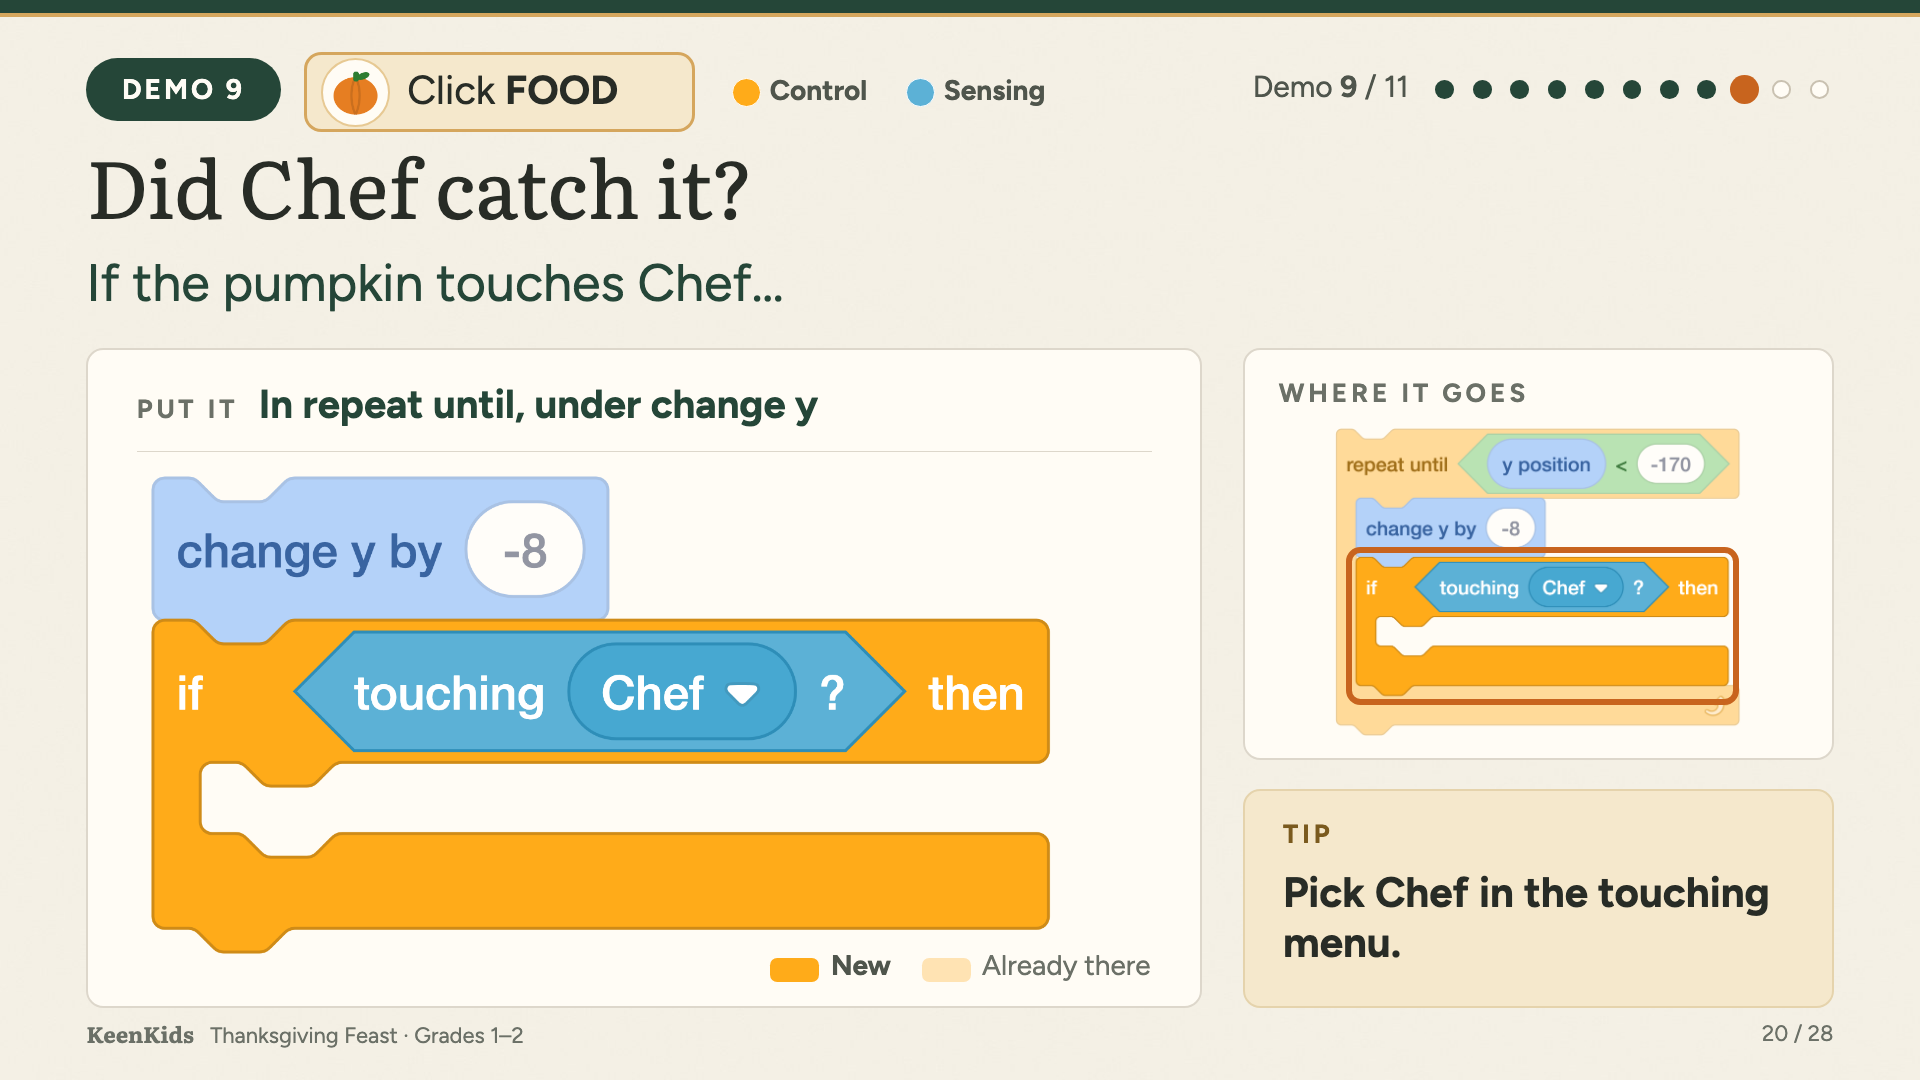 DEMO 9
Click FOOD
Control
Sensing
Demo 9 / 11
Did Chef catch it?
If the pumpkin touches Chef...
PUT IT In repeat until, under change y
change y by -8
if touching Chef ? then
New
Already there
WHERE IT GOES
repeat until y position < -170
change y by -8
if touching Chef ? then
TIP
Pick Chef in the touching
menu.
KeenKids Thanksgiving Feast · Grades 1–2
20 / 28